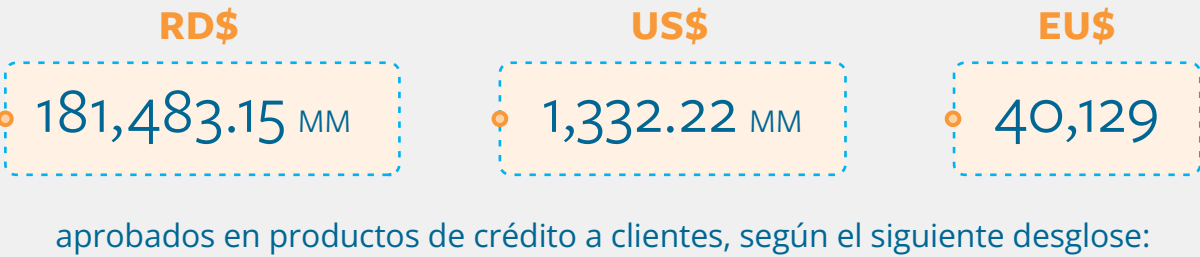 RD$ US$ EU$
181,483.15 MM 1,332.22 MM 40,129
aprobados en productos de crédito a clientes, según el siguiente desglose: